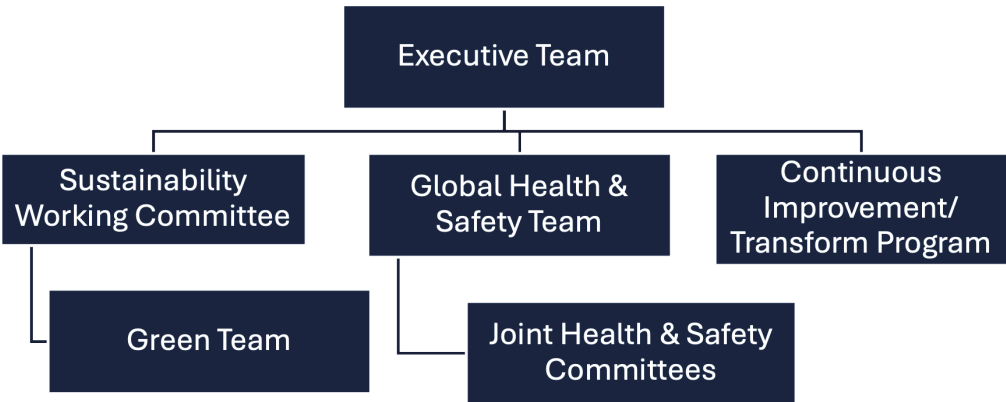 Executive Team
Sustainability
Working Committee
Global Health &
Safety Team
Continuous
Improvement/
Transform Program
Green Team
Joint Health & Safety
Committees